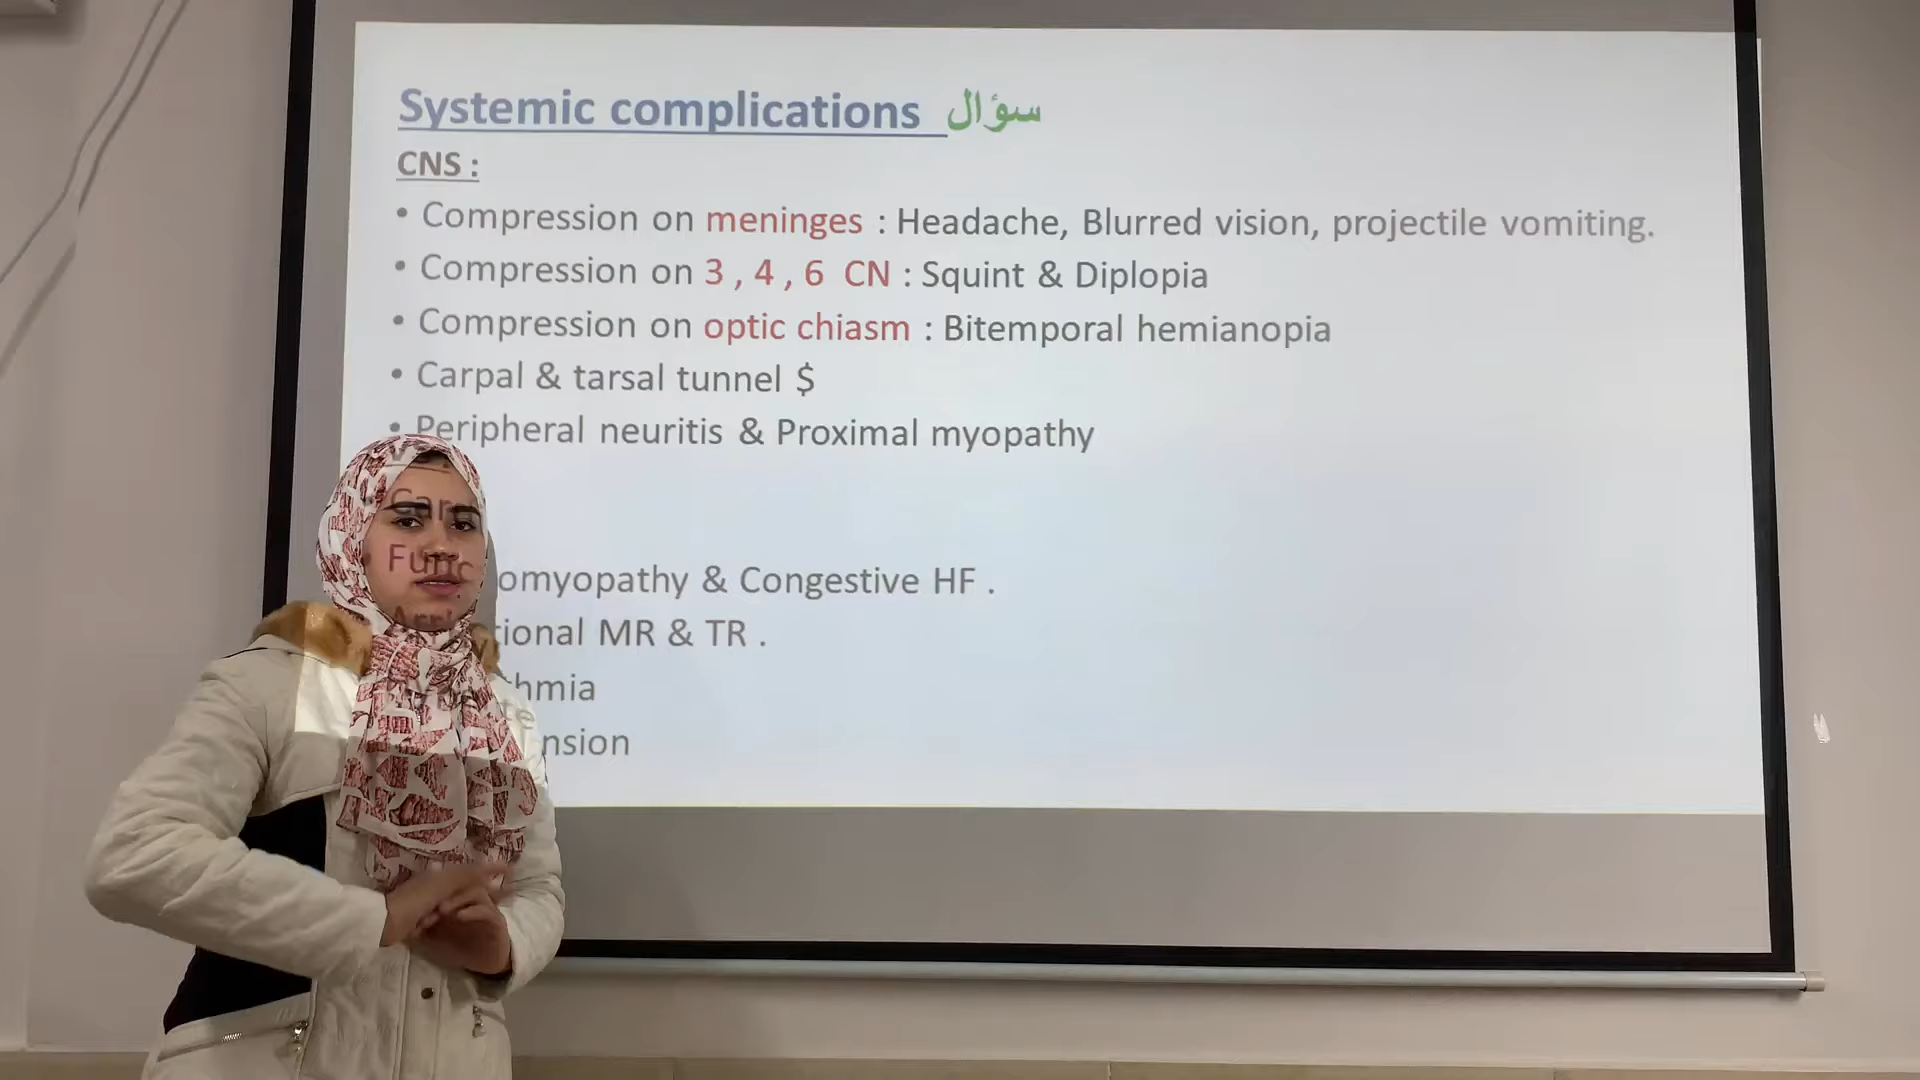 Systemic complications سؤال
CNS :
• Compression on meninges : Headache, Blurred vision, projectile vomiting.
• Compression on 3 , 4 , 6 CN : Squint & Diplopia
• Compression on optic chiasm : Bitemporal hemianopia
• Carpal & tarsal tunnel $
• Peripheral neuritis & Proximal myopathy
omyopathy & Congestive HF .
tional MR & TR .
hmia
nsion